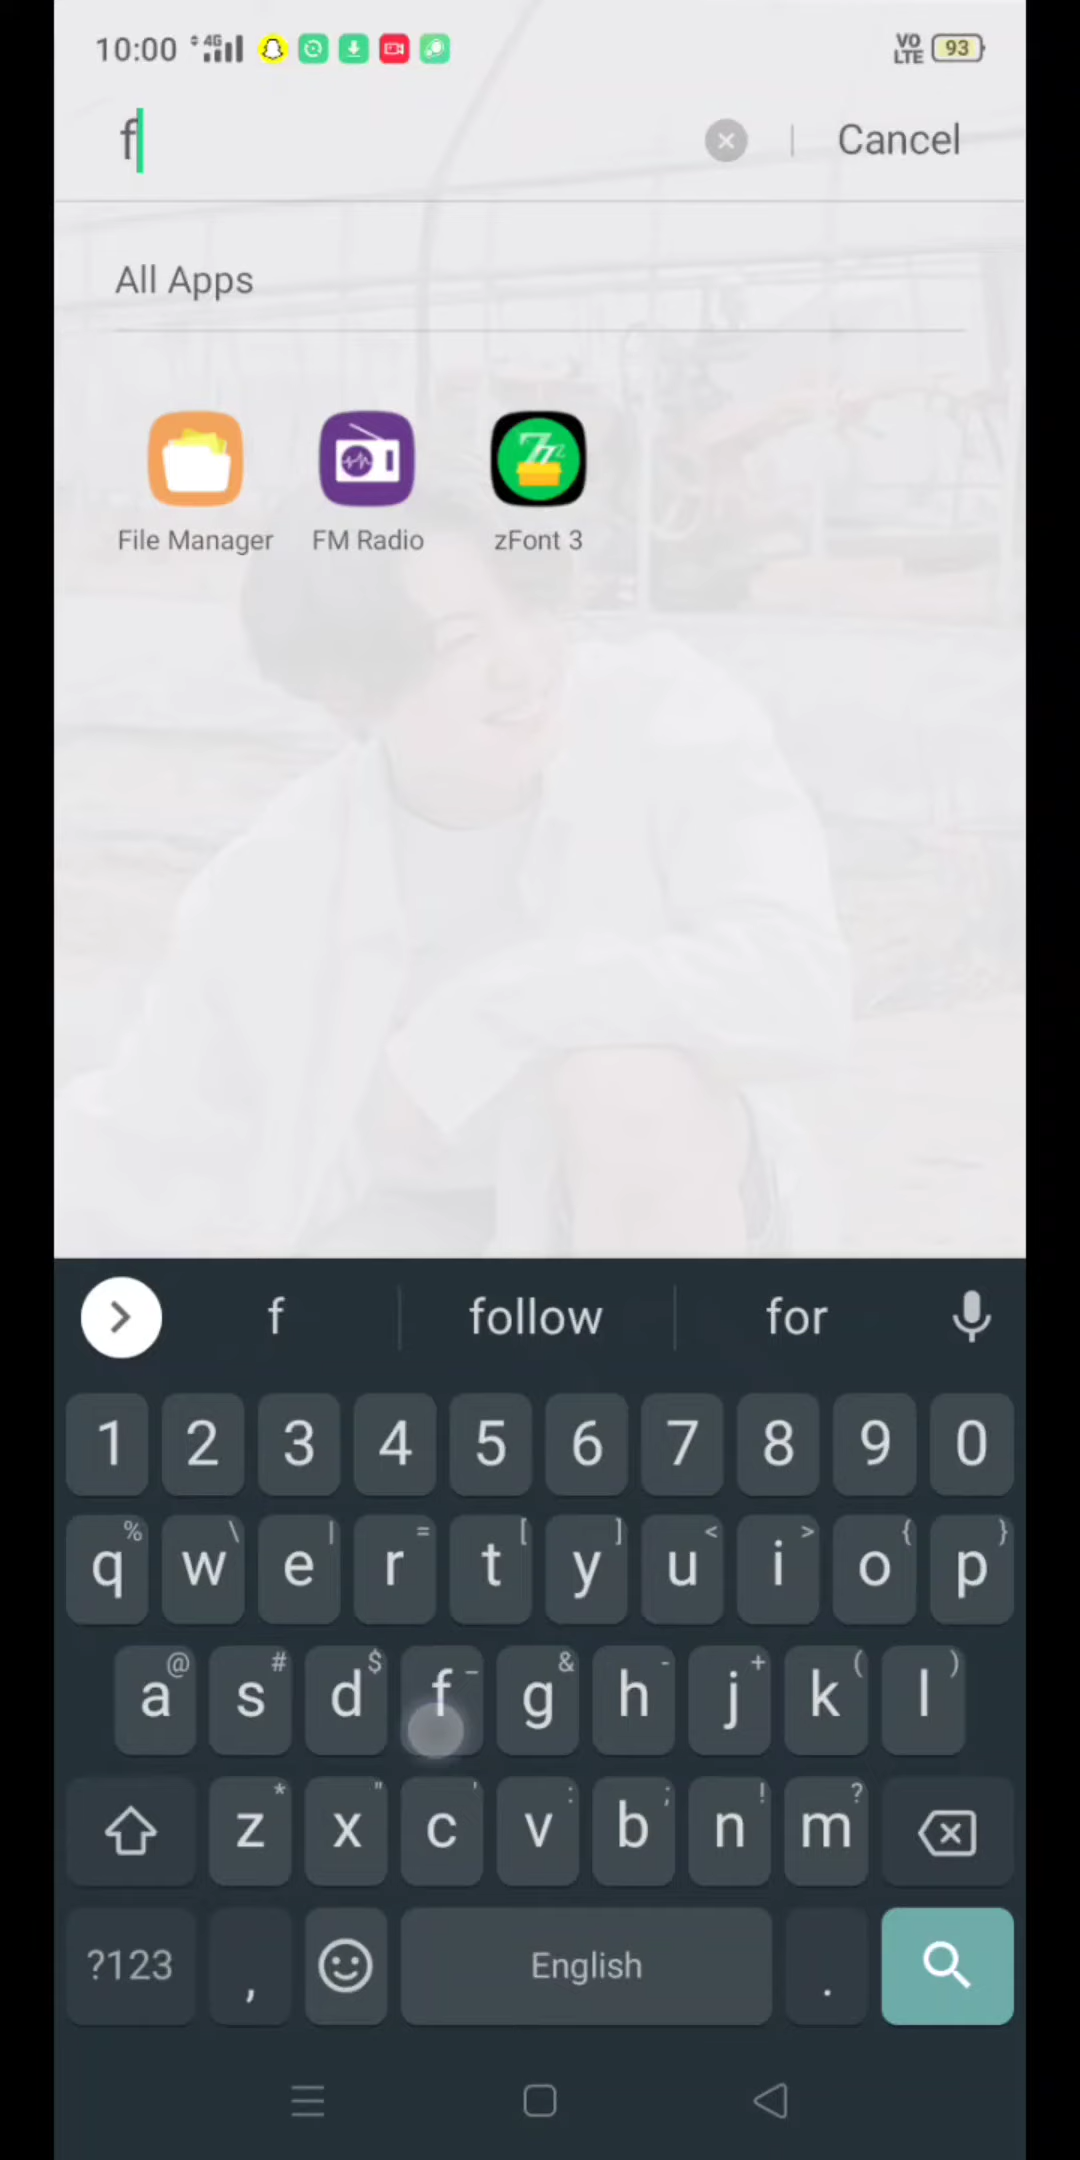 10:00 4G VO LTE 93
f Cancel
All Apps
File Manager FM Radio zFont 3
f follow for
1 2 3 4 5 6 7 8 9 0
% \ | = [ ] < > { }
q w e r t y u i o p
@ # $ _ & - + ( )
a s d f g h j k l
* " ' : ; ! ?
z x c v b n m
?123 , English .